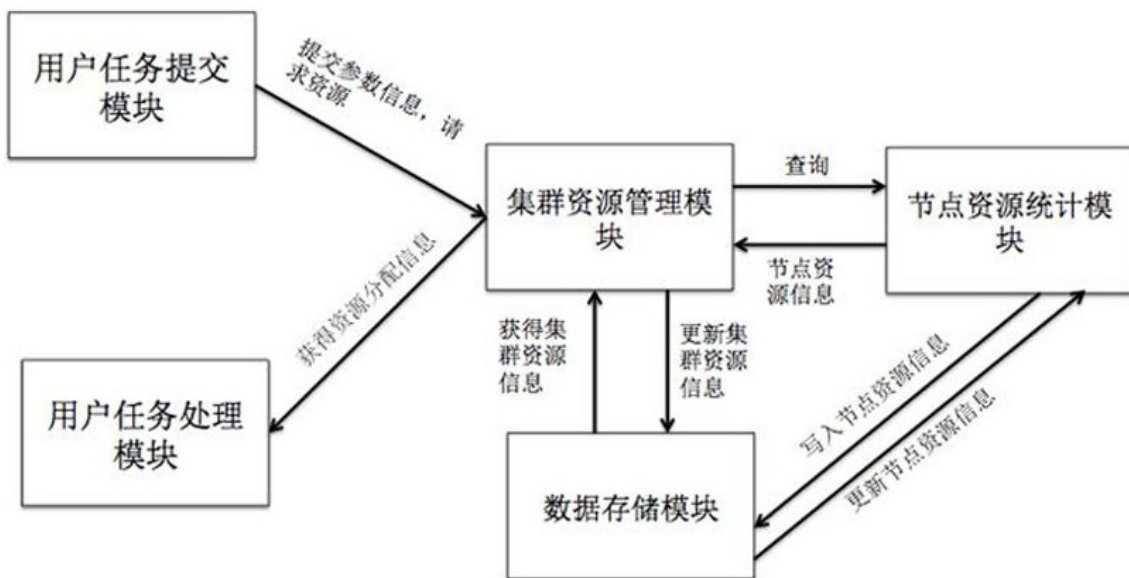 用户任务提交
模块
提交参数信息，请
求资源
集群资源管理模
块
查询
节点资源统计模
块
节点资
源信息
获得资源分配信息
获得集
群资源
信息
更新集
群资源
信息
用户任务处理
模块
写入节点资源信息
更新节点资源信息
数据存储模块